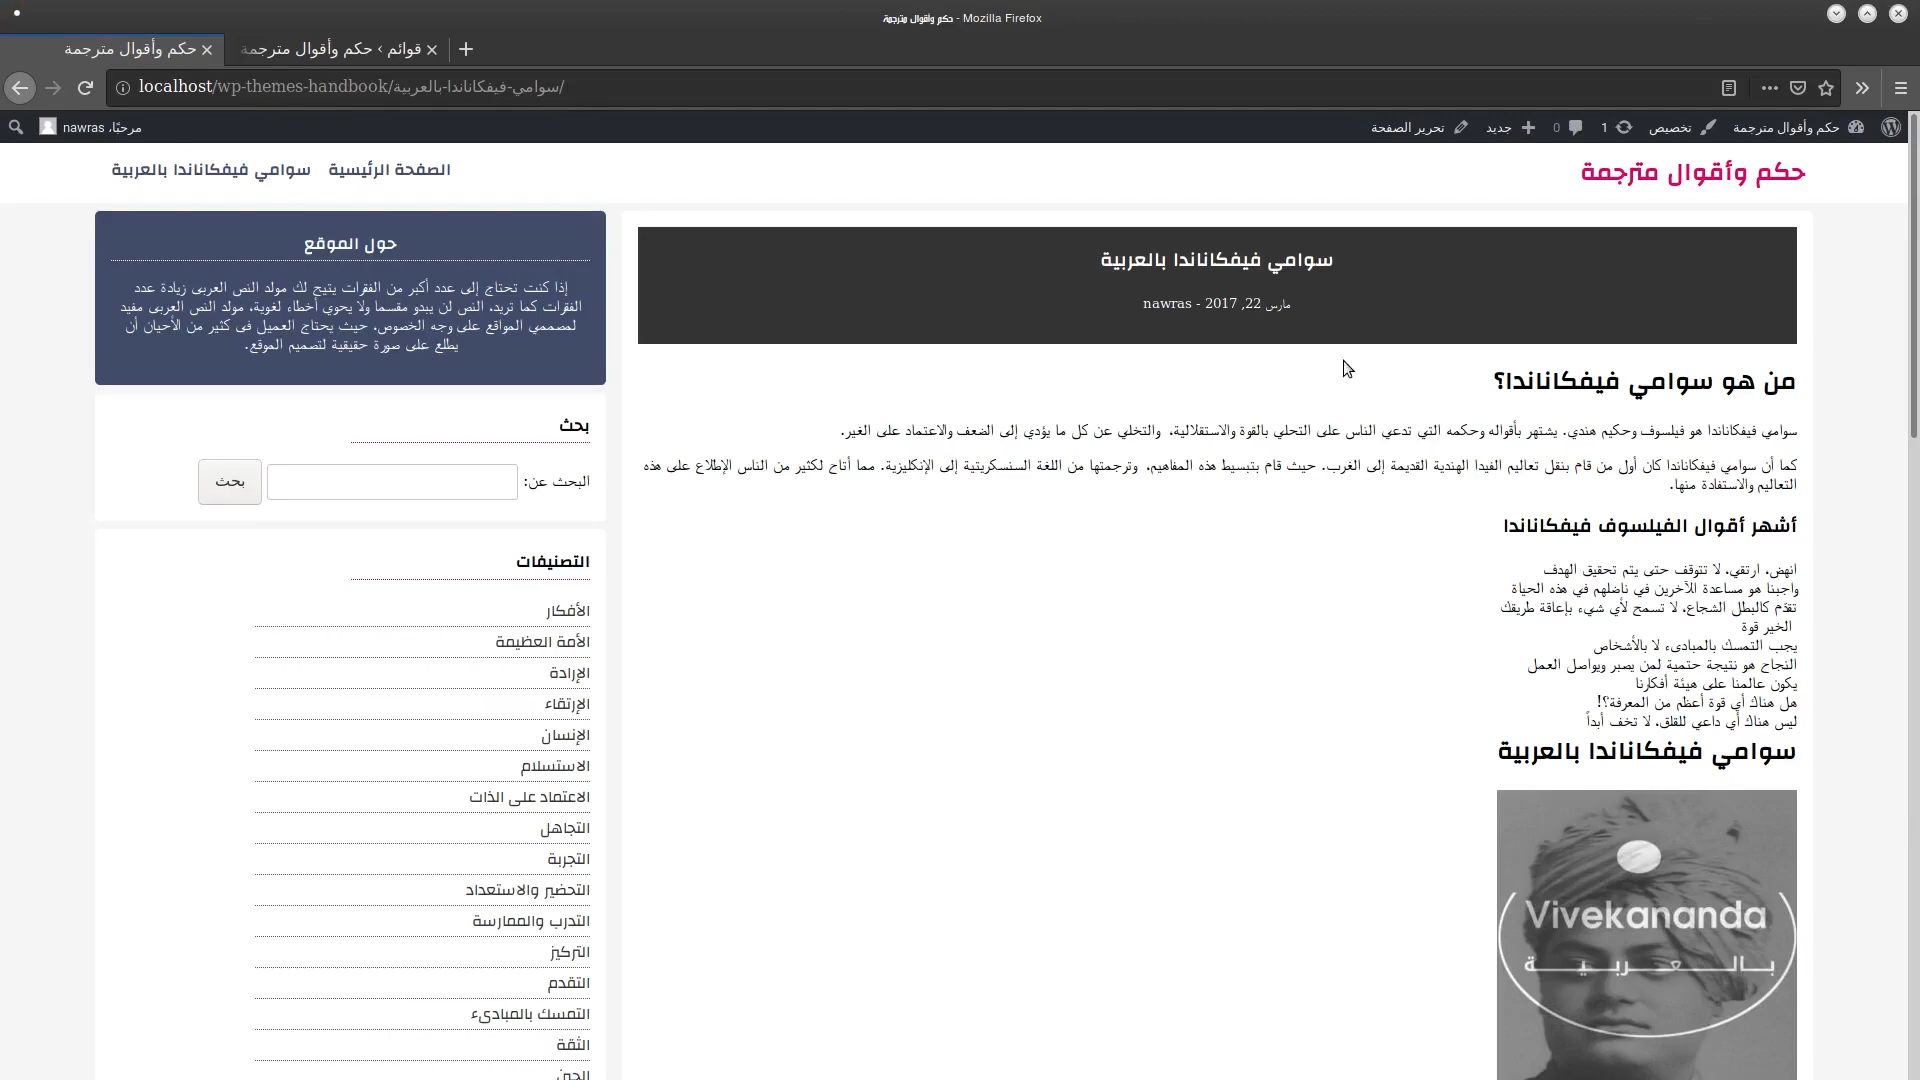 حكم وأقوال مترجمة - Mozilla Firefox
حكم وأقوال مترجمة
قوائم › حكم وأقوال مترجمة
localhost/wp-themes-handbook/سوامي-فيفكاناندا-بالعربية/
حكم وأقوال مترجمة
تخصيص
1
0
جديد
تحرير الصفحة
مرحبًا، nawras
حكم وأقوال مترجمة
الصفحة الرئيسية
سوامي فيفكاناندا بالعربية
سوامي فيفكاناندا بالعربية
مارس 22, 2017 - nawras
من هو سوامي فيفكاناندا؟
سوامي فيفكاناندا هو فيلسوف وحكيم هندي. يشتهر بأقواله وحكمه التي تدعي الناس على التحلي بالقوة والاستقلالية، والتخلي عن كل ما يؤدي إلى الضعف والاعتماد على الغير.
كما أن سوامي فيفكاناندا كان أول من قام بنقل تعاليم الفيدا الهندية القديمة إلى الغرب. حيث قام بتبسيط هذه المفاهيم، وترجمتها من اللغة السنسكريتية إلى الإنكليزية. مما أتاح لكثير من الناس الإطلاع على هذه
التعاليم والاستفادة منها.
أشهر أقوال الفيلسوف فيفكاناندا
انهض، ارتقي، لا تتوقف حتى يتم تحقيق الهدف
واجبنا هو مساعدة الآخرين في ناضلهم في هذه الحياة
تقدّم كالبطل الشجاع، لا تسمح لأي شيء بإعاقة طريقك
الخير قوة
يجب التمسك بالمبادىء لا بالأشخاص
النجاح هو نتيجة حتمية لمن يصبر ويواصل العمل
يكون عالمنا على هيئة أفكارنا
هل هناك أي قوة أعظم من المعرفة؟!
ليس هناك أي داعي للقلق، لا تخف أبداً
سوامي فيفكاناندا بالعربية
Vivekananda
بالعربية
حول الموقع
إذا كنت تحتاج إلى عدد أكبر من الفقرات يتيح لك مولد النص العربى زيادة عدد
الفقرات كما تريد، النص لن يبدو مقسما ولا يحوي أخطاء لغوية، مولد النص العربى مفيد
لمصممي المواقع على وجه الخصوص، حيث يحتاج العميل فى كثير من الأحيان أن
يطلع على صورة حقيقية لتصميم الموقع.
بحث
البحث عن:
بحث
التصنيفات
الأفكار
الأمة العظيمة
الإرادة
الإرتقاء
الإنسان
الاستسلام
الاعتماد على الذات
التجاهل
التجربة
التحضير والاستعداد
التدرب والممارسة
التركيز
التقدم
التمسك بالمبادىء
الثقة